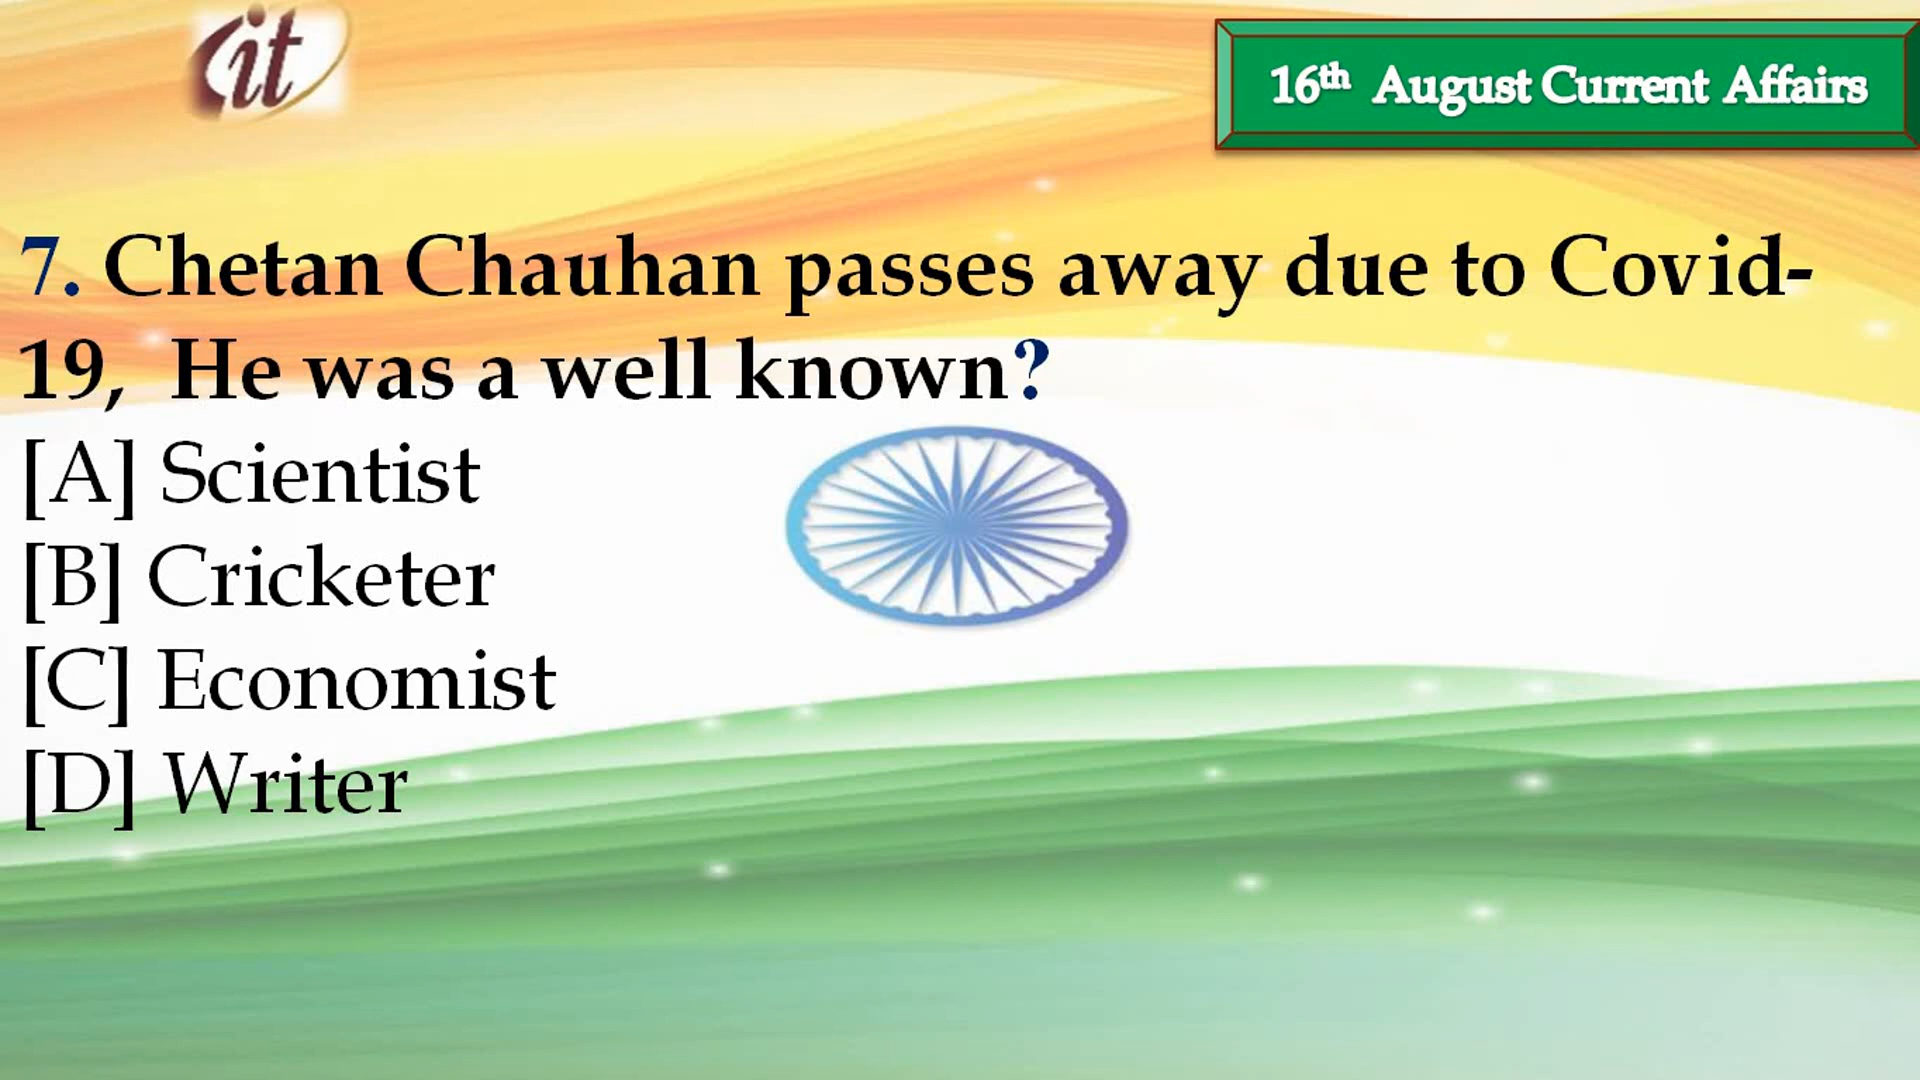 it
16th August Current Affairs
7. Chetan Chauhan passes away due to Covid-
19, He was a well known?
[A] Scientist
[B] Cricketer
[C] Economist
[D] Writer